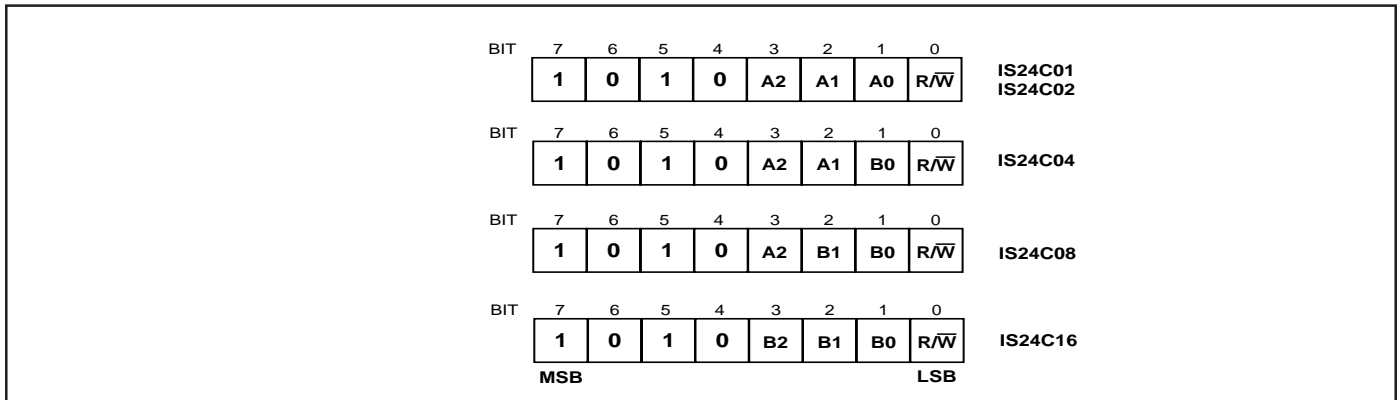 BIT 7 6 5 4 3 2 1 0
1 0 1 0 A2 A1 A0 R/W̅ IS24C01
IS24C02
BIT 7 6 5 4 3 2 1 0
1 0 1 0 A2 A1 B0 R/W̅ IS24C04
BIT 7 6 5 4 3 2 1 0
1 0 1 0 A2 B1 B0 R/W̅ IS24C08
BIT 7 6 5 4 3 2 1 0
1 0 1 0 B2 B1 B0 R/W̅ IS24C16
MSB LSB